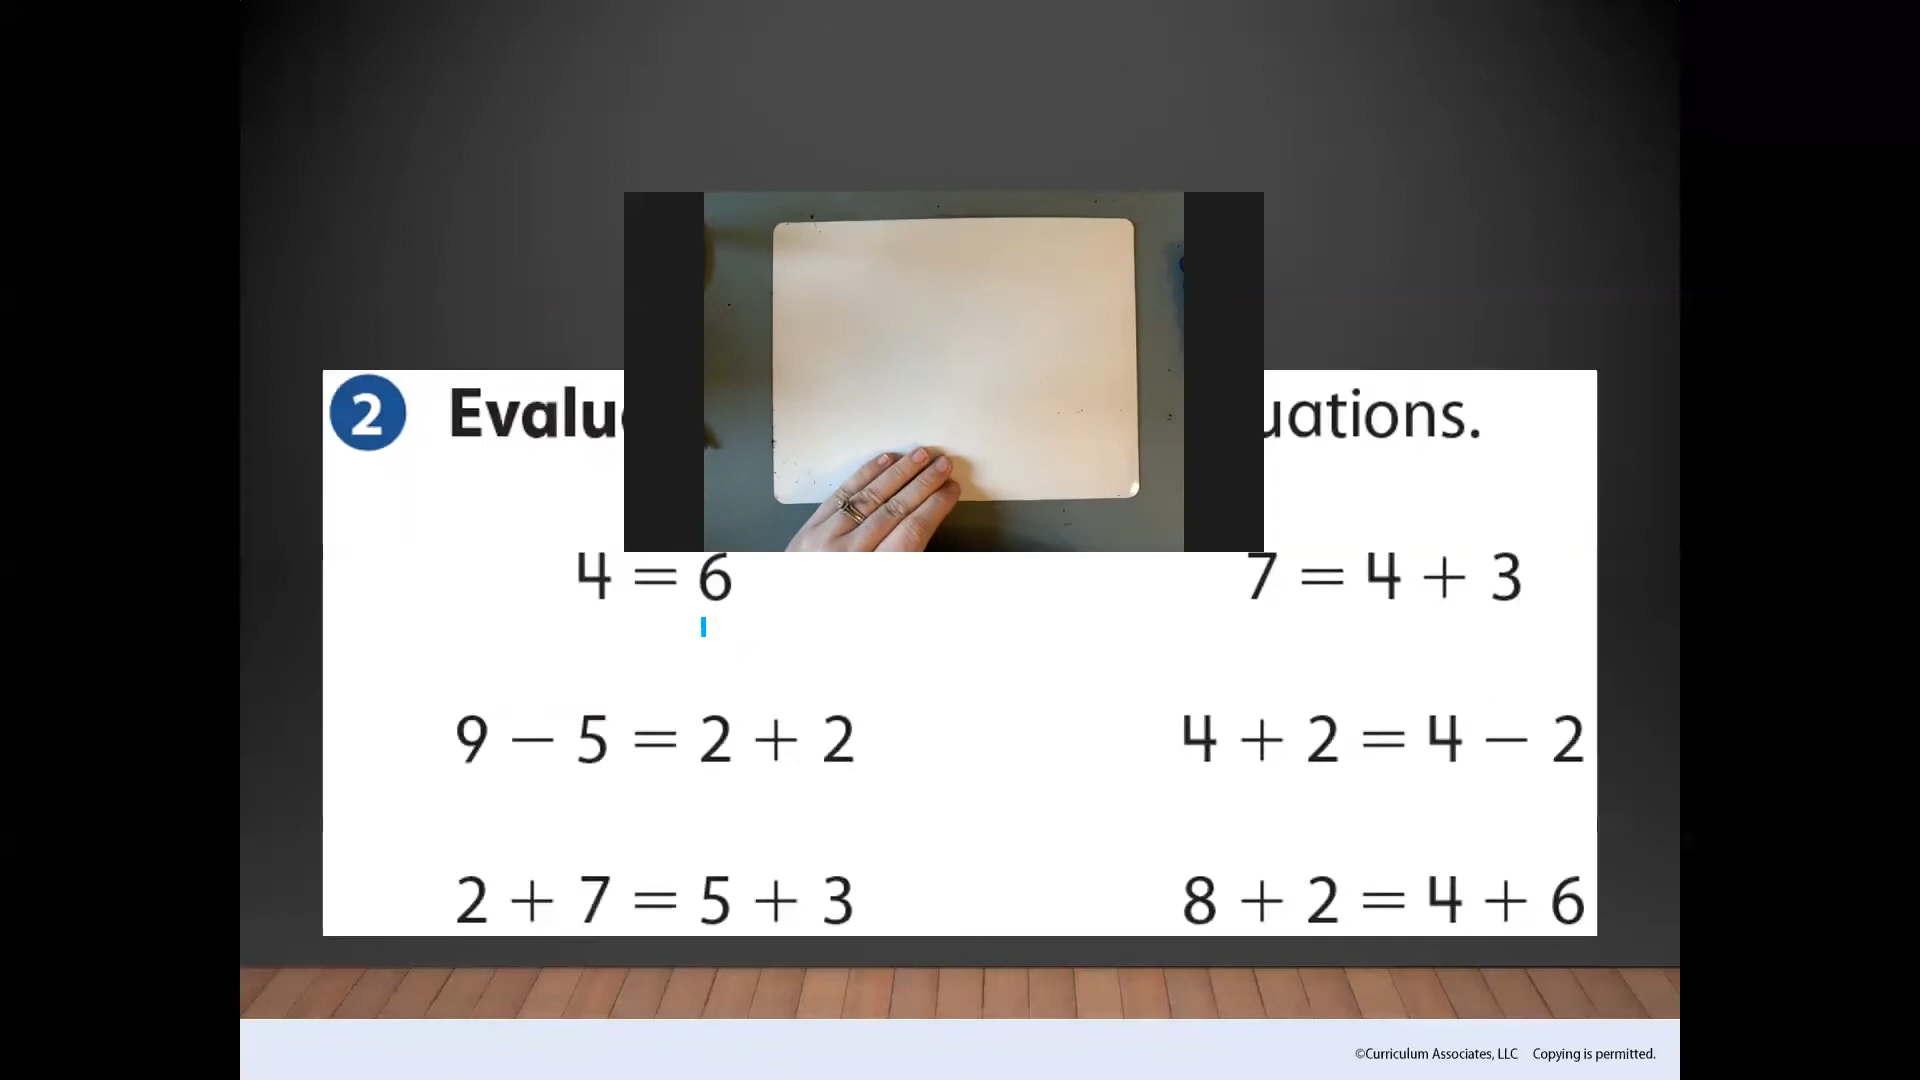 2 Evalu uations.
4 = 6 7 = 4 + 3
9 − 5 = 2 + 2 4 + 2 = 4 − 2
2 + 7 = 5 + 3 8 + 2 = 4 + 6
©Curriculum Associates, LLC Copying is permitted.